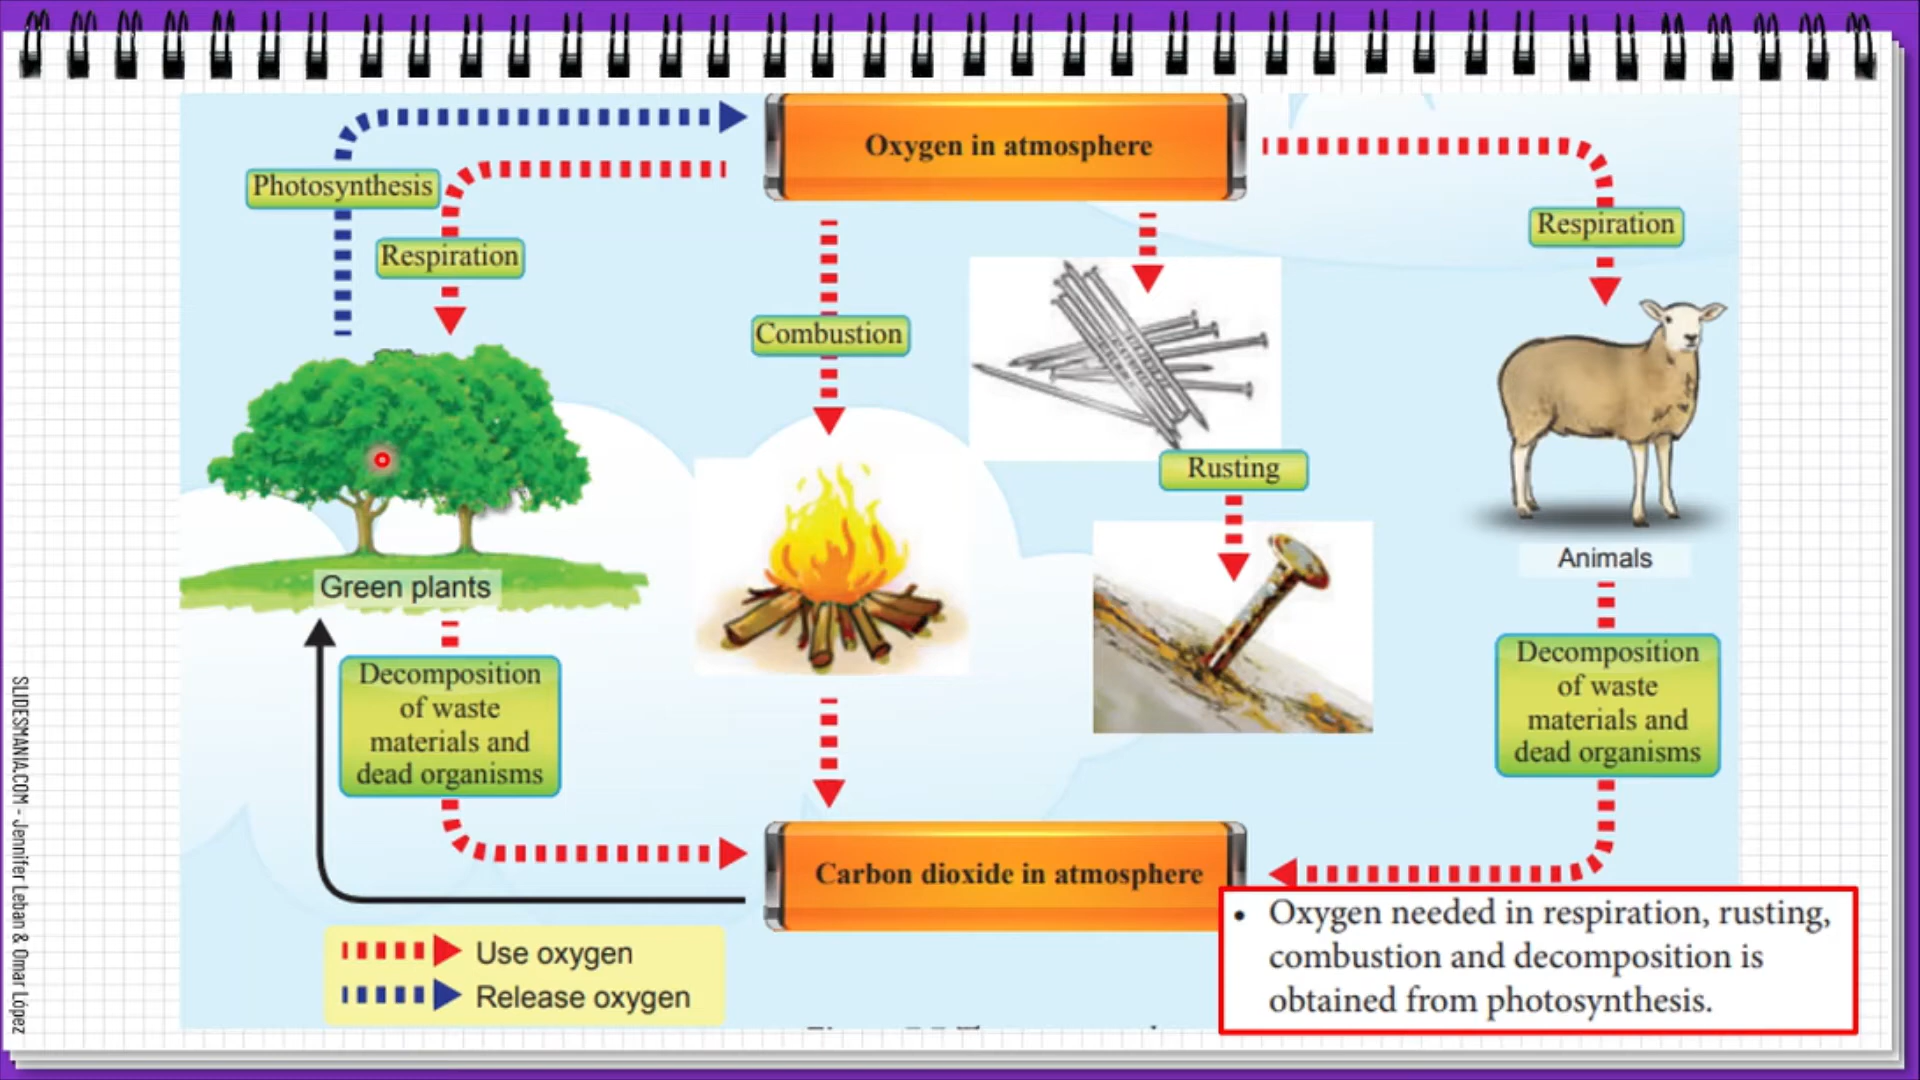 Oxygen in atmosphere
Photosynthesis
Respiration
Respiration
Combustion
Rusting
Animals
Green plants
Decomposition
of waste
materials and
dead organisms
Decomposition
of waste
materials and
dead organisms
Carbon dioxide in atmosphere
Use oxygen
Release oxygen
• Oxygen needed in respiration, rusting,
combustion and decomposition is
obtained from photosynthesis.
SLIDESMANIA.COM - Jennifer Leban & Omar López